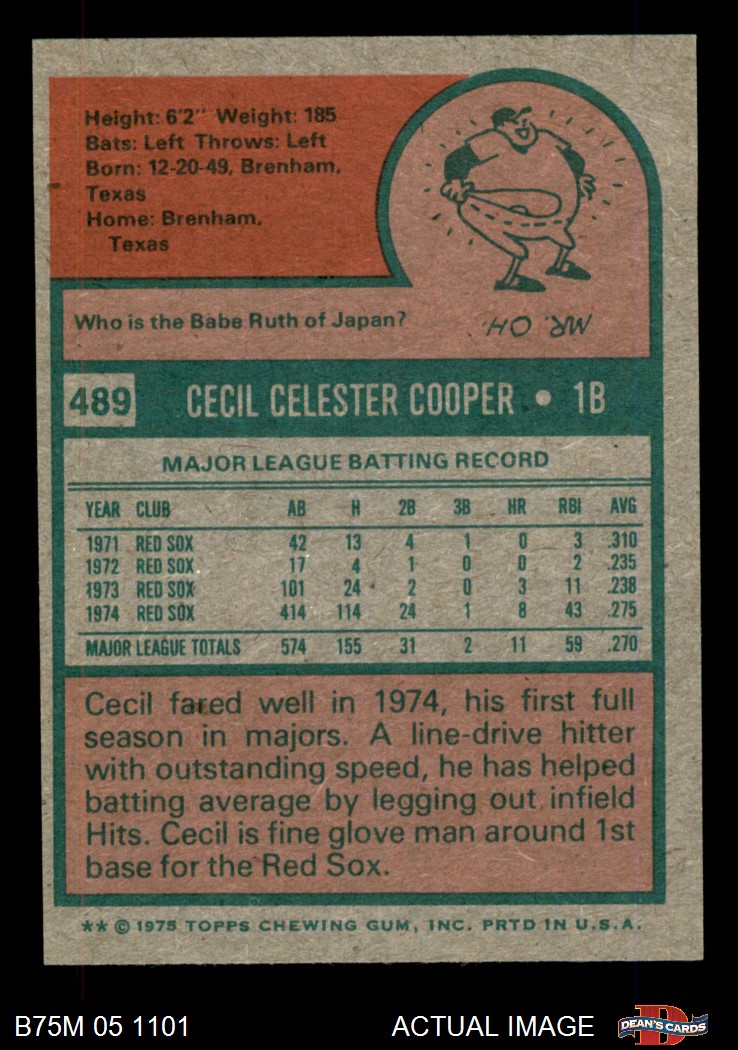 Height: 6'2" Weight: 185
Bats: Left Throws: Left
Born: 12-20-49, Brenham,
Texas
Home: Brenham,
Texas
Who is the Babe Ruth of Japan?
MR. OH.
489 CECIL CELESTER COOPER • 1B
MAJOR LEAGUE BATTING RECORD
YEAR CLUB AB H 2B 3B HR RBI AVG
1971 RED SOX 42 13 4 1 0 3 .310
1972 RED SOX 17 4 1 0 0 2 .235
1973 RED SOX 101 24 2 0 3 11 .238
1974 RED SOX 414 114 24 1 8 43 .275
MAJOR LEAGUE TOTALS 574 155 31 2 11 59 .270
Cecil fared well in 1974, his first full
season in majors. A line-drive hitter
with outstanding speed, he has helped
batting average by legging out infield
Hits. Cecil is fine glove man around 1st
base for the Red Sox.
** © 1975 TOPPS CHEWING GUM, INC. PRTD IN U.S.A.
B75M 05 1101 ACTUAL IMAGE D DEAN'S CARDS